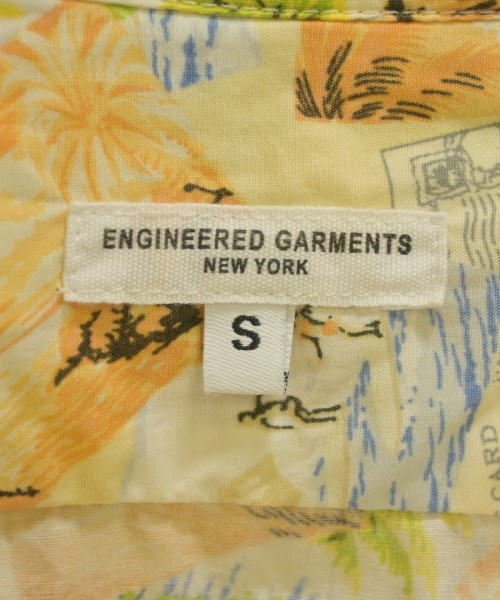 ENGINEERED GARMENTS
NEW YORK
S
CARD